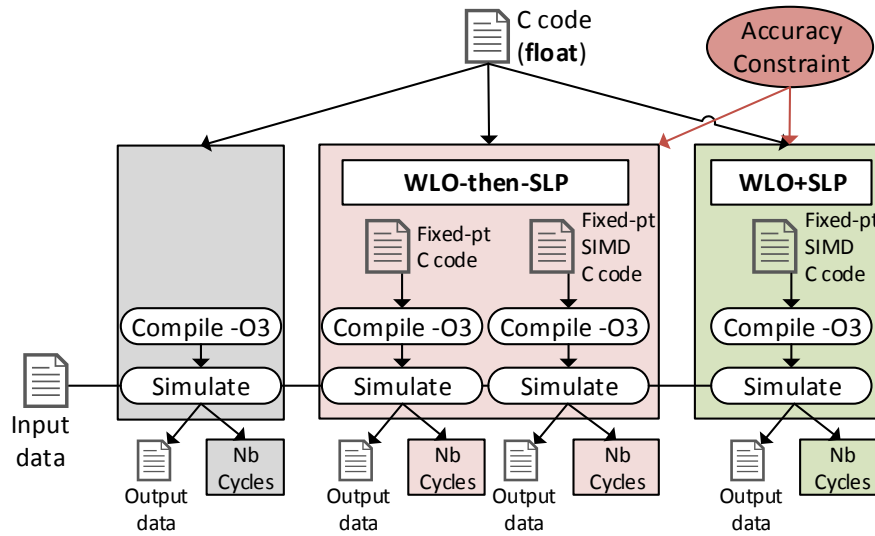 C code
(float)
Accuracy
Constraint
WLO-then-SLP
WLO+SLP
Fixed-pt
C code
Fixed-pt
SIMD
C code
Fixed-pt
SIMD
C code
Compile -O3
Compile -O3
Compile -O3
Compile -O3
Simulate
Simulate
Simulate
Simulate
Input
data
Output
data
Nb
Cycles
Output
data
Nb
Cycles
Output
data
Nb
Cycles
Output
data
Nb
Cycles